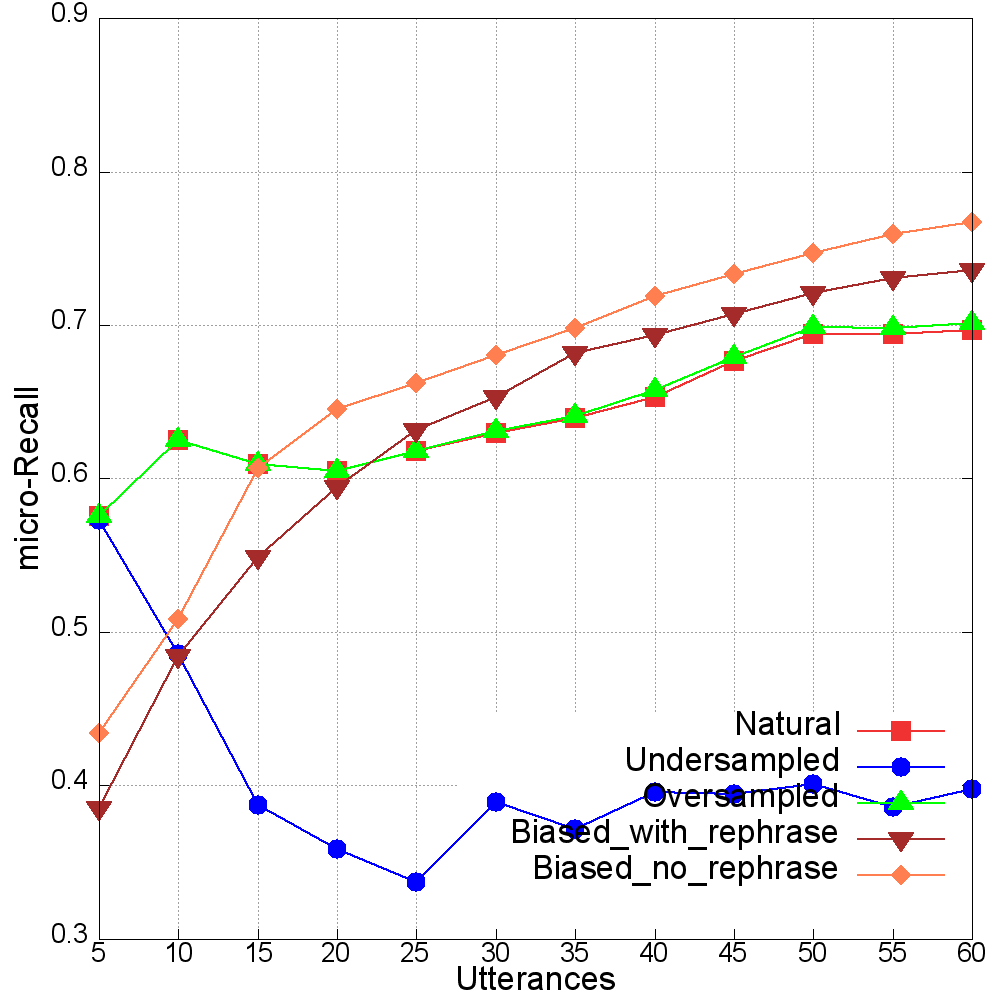 0.9
0.8
0.7
0.6
0.5
0.4
0.3
micro-Recall
Natural
Undersampled
Oversampled
Biased_with_rephrase
Biased_no_rephrase
5 10 15 20 25 30 35 40 45 50 55 60
Utterances